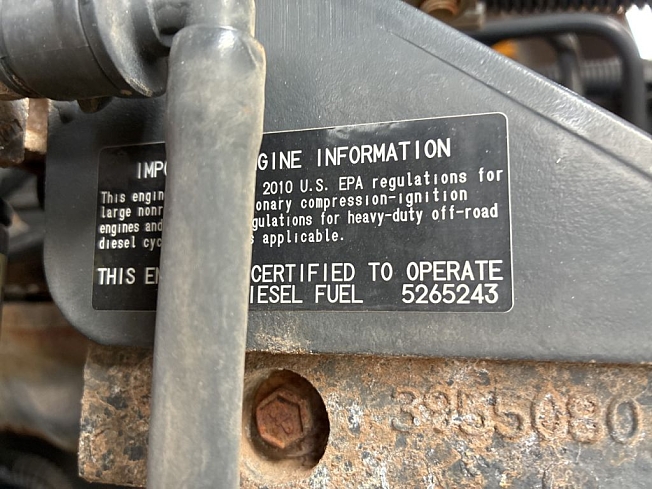 IMPO GINE INFORMATION
This engin 2010 U.S. EPA regulations for
large nonr onary compression-ignition
engines and gulations for heavy-duty off-road
diesel cyc s applicable.
THIS EN CERTIFIED TO OPERATE
IESEL FUEL 5265243
3955080